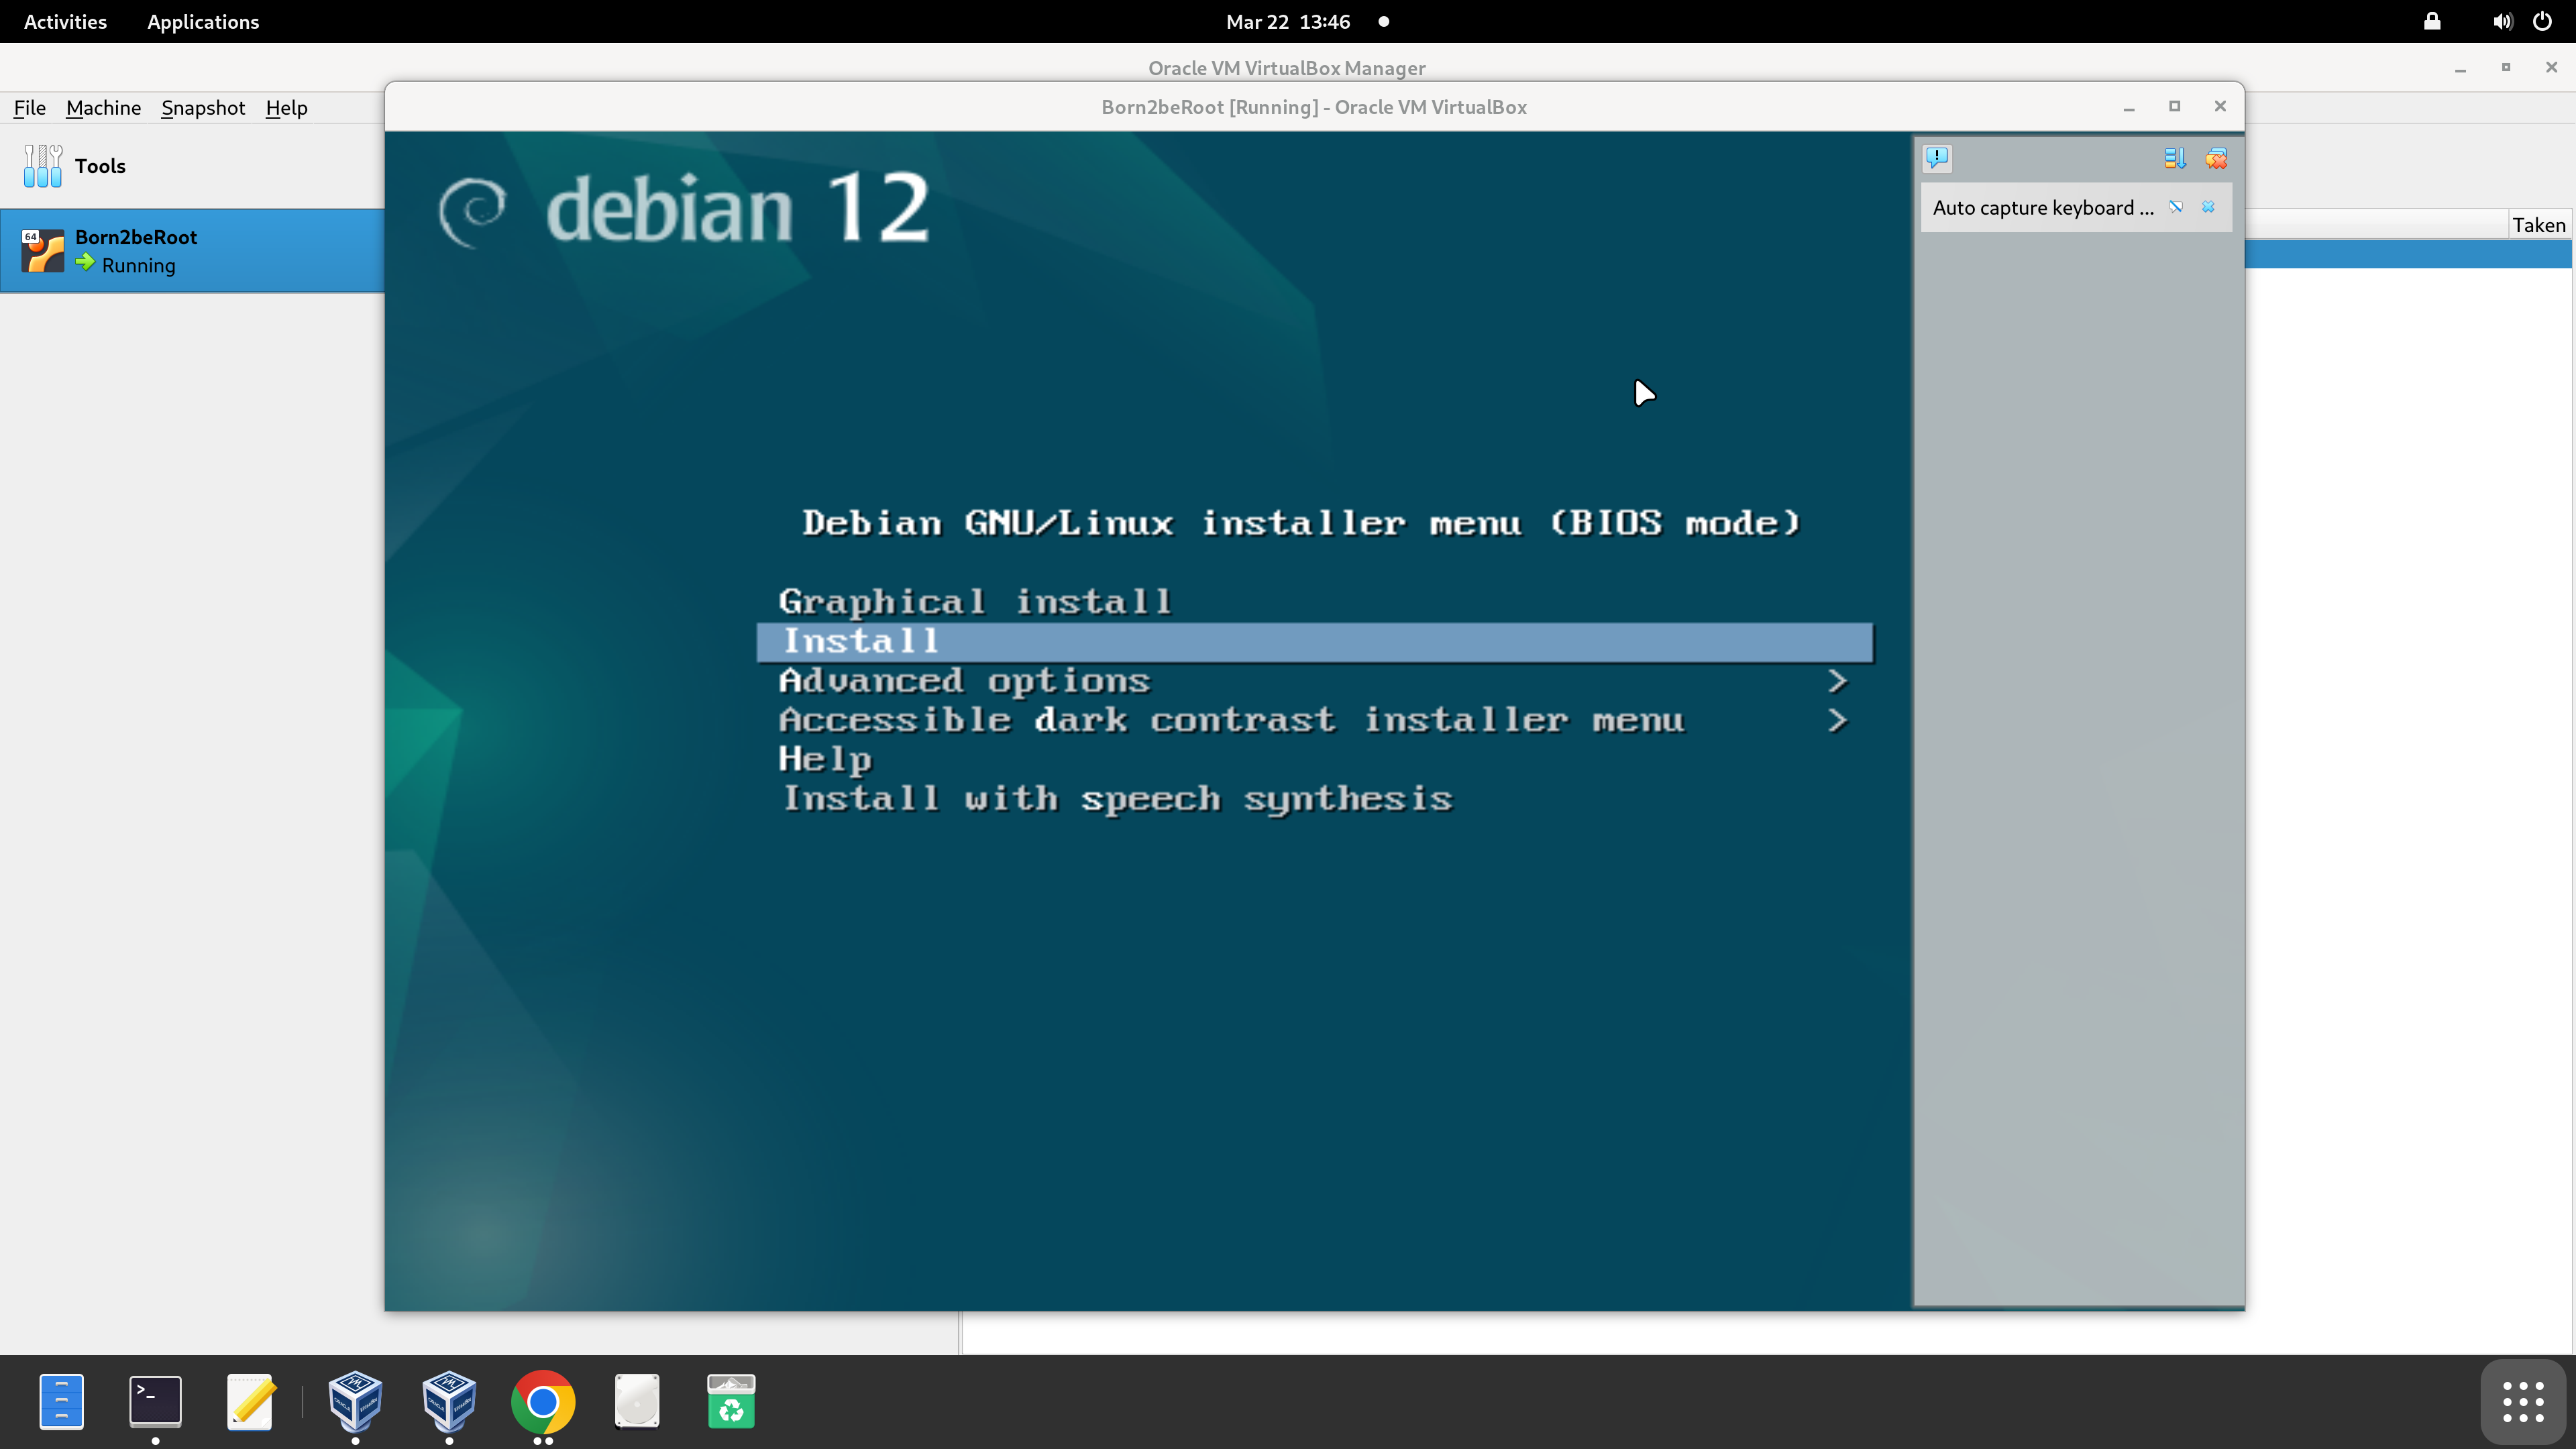 Activities Applications Mar 22 13:46
Oracle VM VirtualBox Manager
File Machine Snapshot Help
Born2beRoot [Running] - Oracle VM VirtualBox
Tools
Taken
64
Born2beRoot
Running
debian 12
Auto capture keyboard ...
Debian GNU/Linux installer menu (BIOS mode)
Graphical install
Install
Advanced options >
Accessible dark contrast installer menu >
Help
Install with speech synthesis